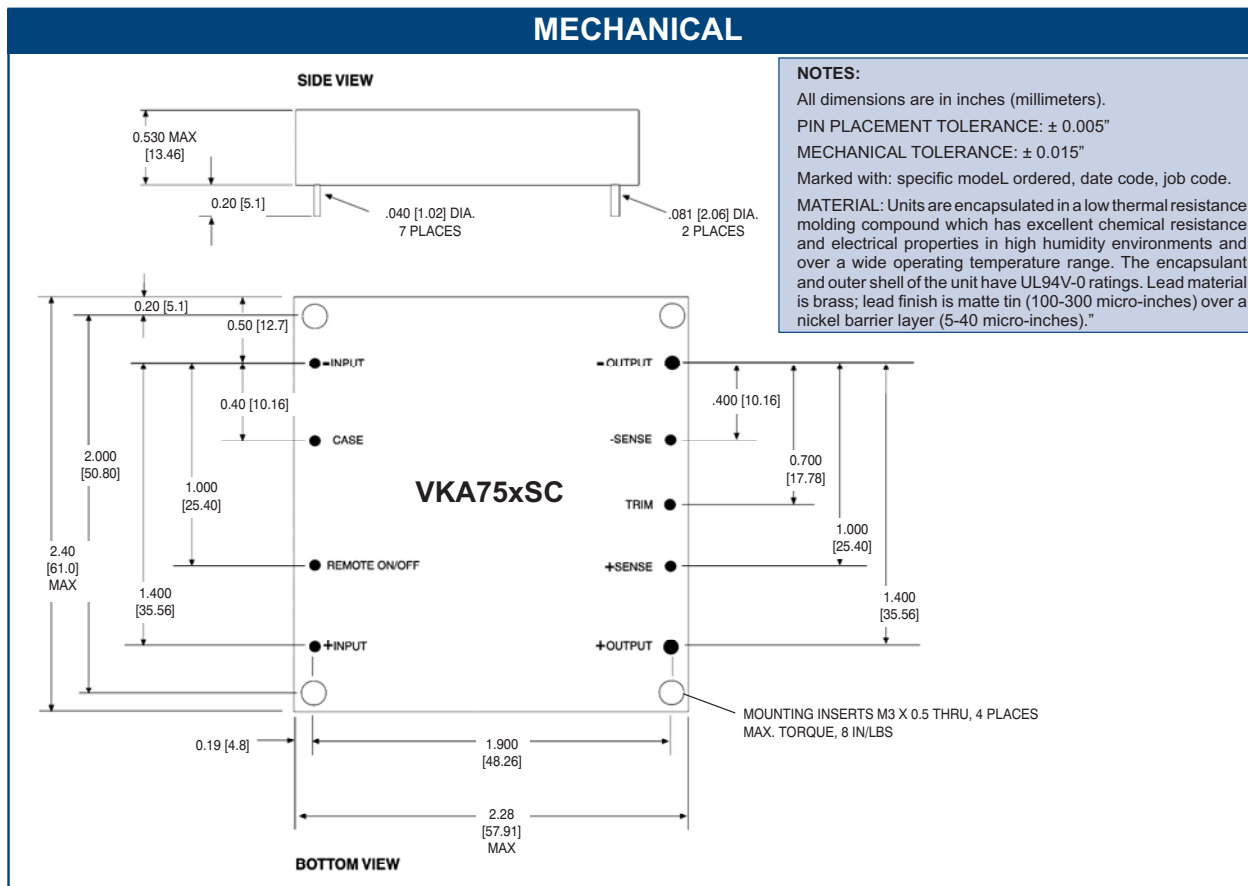 MECHANICAL
SIDE VIEW
0.530 MAX
[13.46]
0.20 [5.1]
.040 [1.02] DIA.
7 PLACES
.081 [2.06] DIA.
2 PLACES
NOTES:
All dimensions are in inches (millimeters).
PIN PLACEMENT TOLERANCE: ± 0.005”
MECHANICAL TOLERANCE: ± 0.015”
Marked with: specific modeL ordered, date code, job code.
MATERIAL: Units are encapsulated in a low thermal resistance
molding compound which has excellent chemical resistance
and electrical properties in high humidity environments and
over a wide operating temperature range. The encapsulant
and outer shell of the unit have UL94V-0 ratings. Lead material
is brass; lead finish is matte tin (100-300 micro-inches) over a
nickel barrier layer (5-40 micro-inches).”
0.20 [5.1]
0.50 [12.7]
-INPUT
-OUTPUT
0.40 [10.16]
.400 [10.16]
CASE
-SENSE
2.000
[50.80]
0.700
[17.78]
1.000
[25.40]
VKA75xSC
TRIM
1.000
[25.40]
2.40
[61.0]
MAX
REMOTE ON/OFF
+SENSE
1.400
[35.56]
1.400
[35.56]
+INPUT
+OUTPUT
MOUNTING INSERTS M3 X 0.5 THRU, 4 PLACES
MAX. TORQUE, 8 IN/LBS
0.19 [4.8]
1.900
[48.26]
2.28
[57.91]
MAX
BOTTOM VIEW